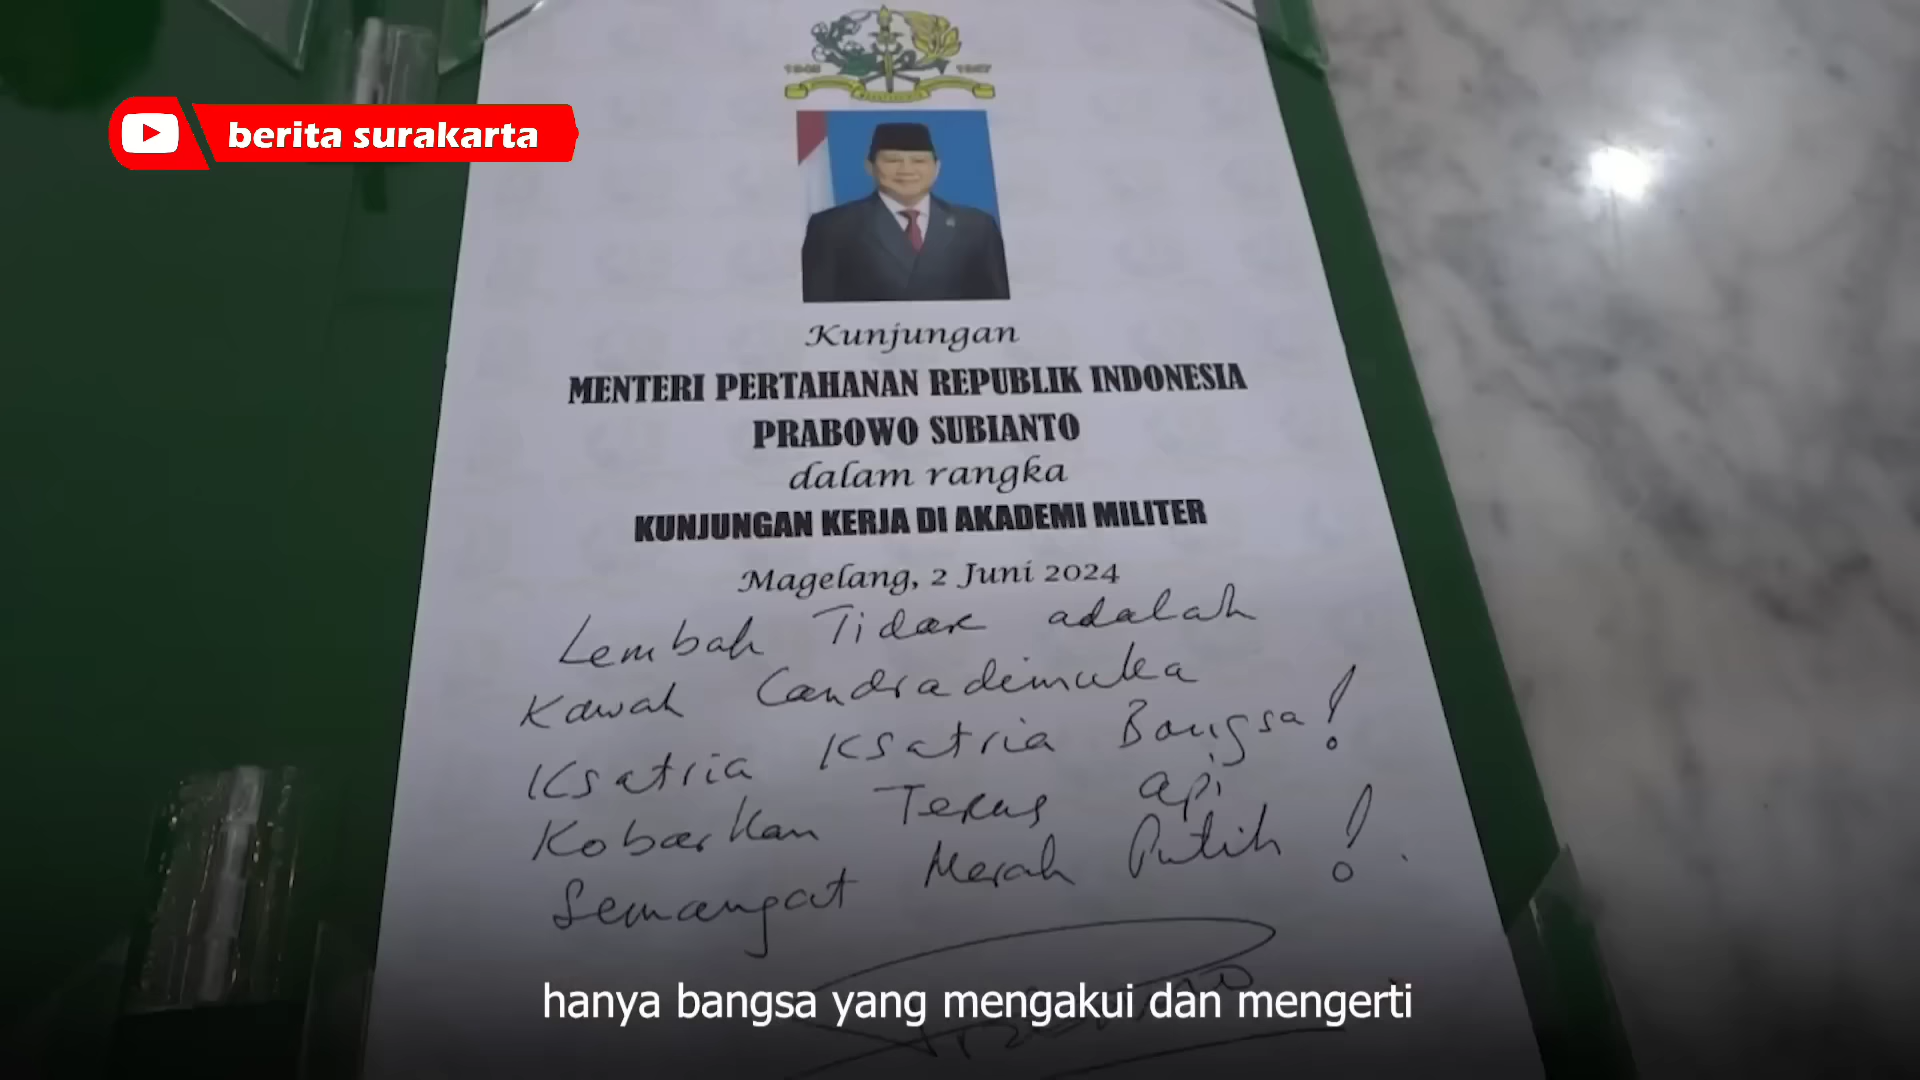 berita surakarta
Kunjungan
MENTERI PERTAHANAN REPUBLIK INDONESIA
PRABOWO SUBIANTO
dalam rangka
KUNJUNGAN KERJA DI AKADEMI MILITER
Magelang, 2 Juni 2024
Lembah Tidar adalah
Kawah Candradimuka
Ksatria Ksatria Bangsa!
Kobarkan Terus api
Semangat Merah Putih!
hanya bangsa yang mengakui dan mengerti